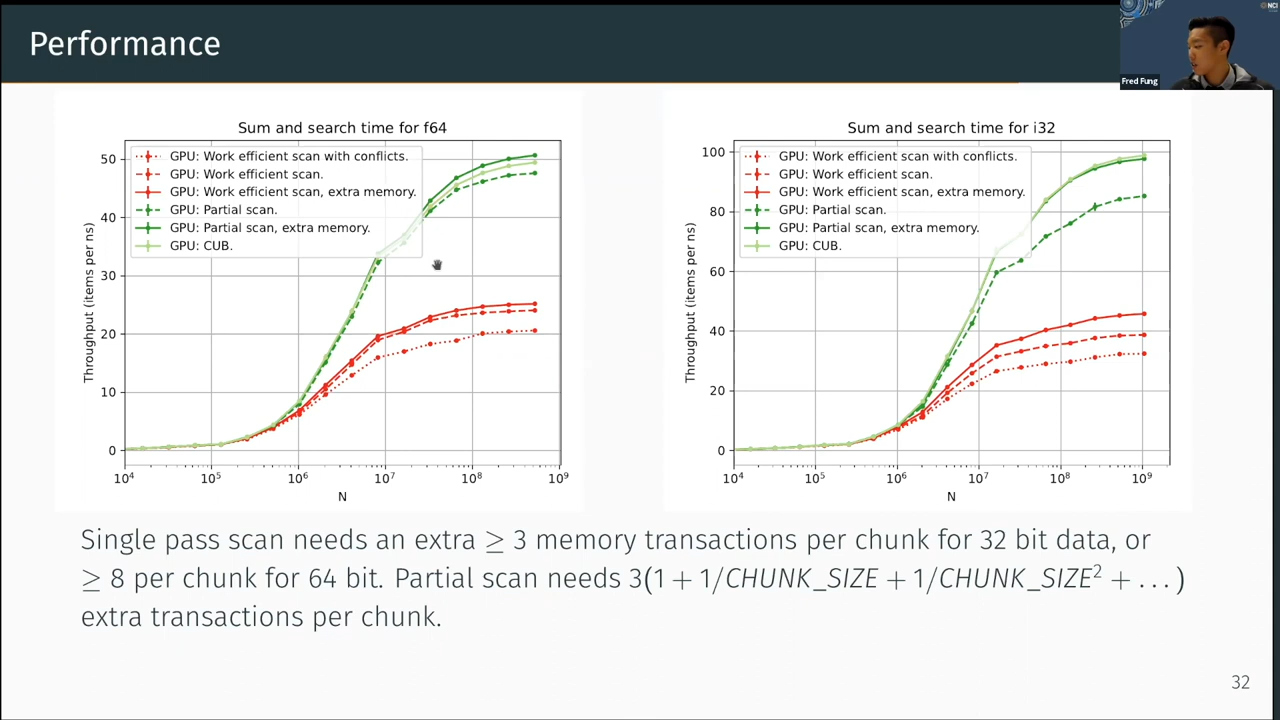 Performance
NCI
Fred Fung
Sum and search time for f64
GPU: Work efficient scan with conflicts.
GPU: Work efficient scan.
GPU: Work efficient scan, extra memory.
GPU: Partial scan.
GPU: Partial scan, extra memory.
GPU: CUB.
Throughput (items per ns)
50
40
30
20
10
0
10⁴ 10⁵ 10⁶ 10⁷ 10⁸ 10⁹
N
Sum and search time for i32
GPU: Work efficient scan with conflicts.
GPU: Work efficient scan.
GPU: Work efficient scan, extra memory.
GPU: Partial scan.
GPU: Partial scan, extra memory.
GPU: CUB.
Throughput (items per ns)
100
80
60
40
20
0
10⁴ 10⁵ 10⁶ 10⁷ 10⁸ 10⁹
N
Single pass scan needs an extra ≥ 3 memory transactions per chunk for 32 bit data, or
≥ 8 per chunk for 64 bit. Partial scan needs 3(1 + 1/CHUNK_SIZE + 1/CHUNK_SIZE² + ...)
extra transactions per chunk.
32